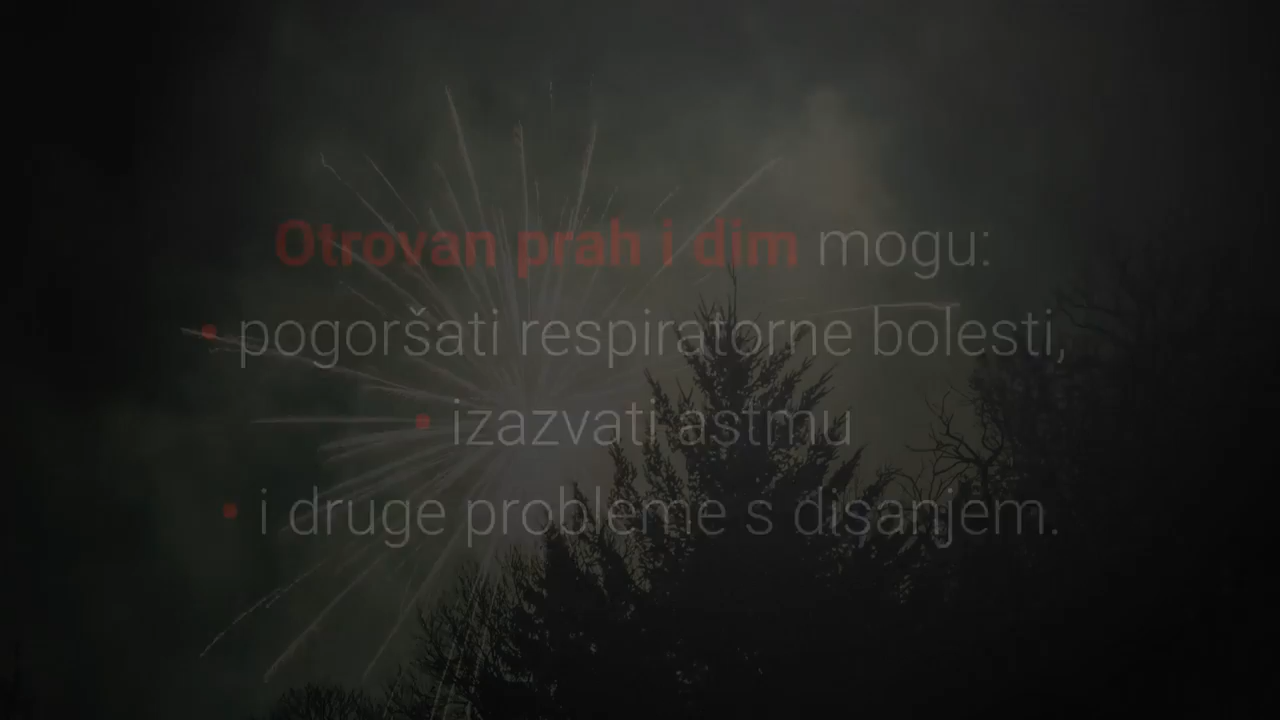 Otrovan prah i dim mogu:
pogoršati respiratorne bolesti,
izazvati astmu
i druge probleme s disanjem.